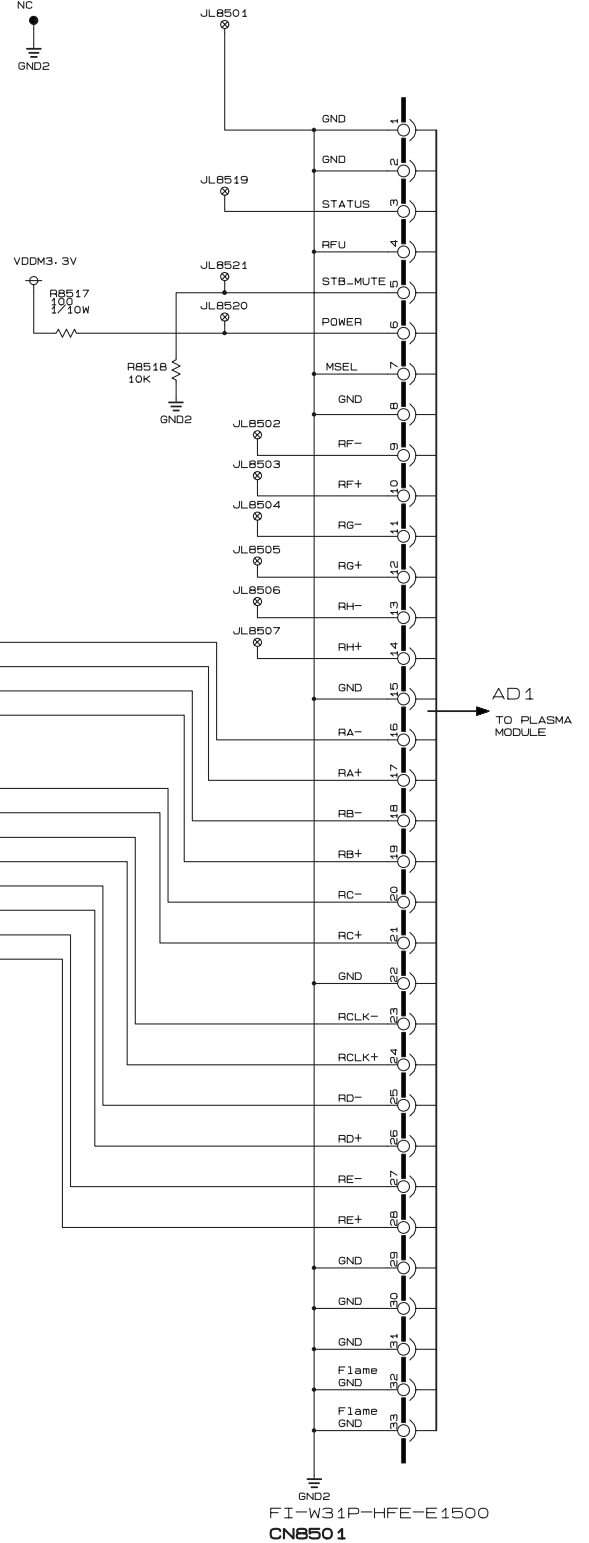 NC
GND2
JL8501
GND 1
GND 2
JL8519
STATUS 3
RFU 4
VDDM3.3V
JL8521
STB_MUTE 5
R8517
100
1/10W
JL8520
POWER 6
R8518
10K
MSEL 7
GND2
GND 8
JL8502
RF- 9
JL8503
RF+ 10
JL8504
RG- 11
JL8505
RG+ 12
JL8506
RH- 13
JL8507
RH+ 14
GND 15
AD1
TO PLASMA
MODULE
RA- 16
RA+ 17
RB- 18
RB+ 19
RC- 20
RC+ 21
GND 22
RCLK- 23
RCLK+ 24
RD- 25
RD+ 26
RE- 27
RE+ 28
GND 29
GND 30
GND 31
Flame
GND 32
Flame
GND 33
GND2
FI-W31P-HFE-E1500
CN8501